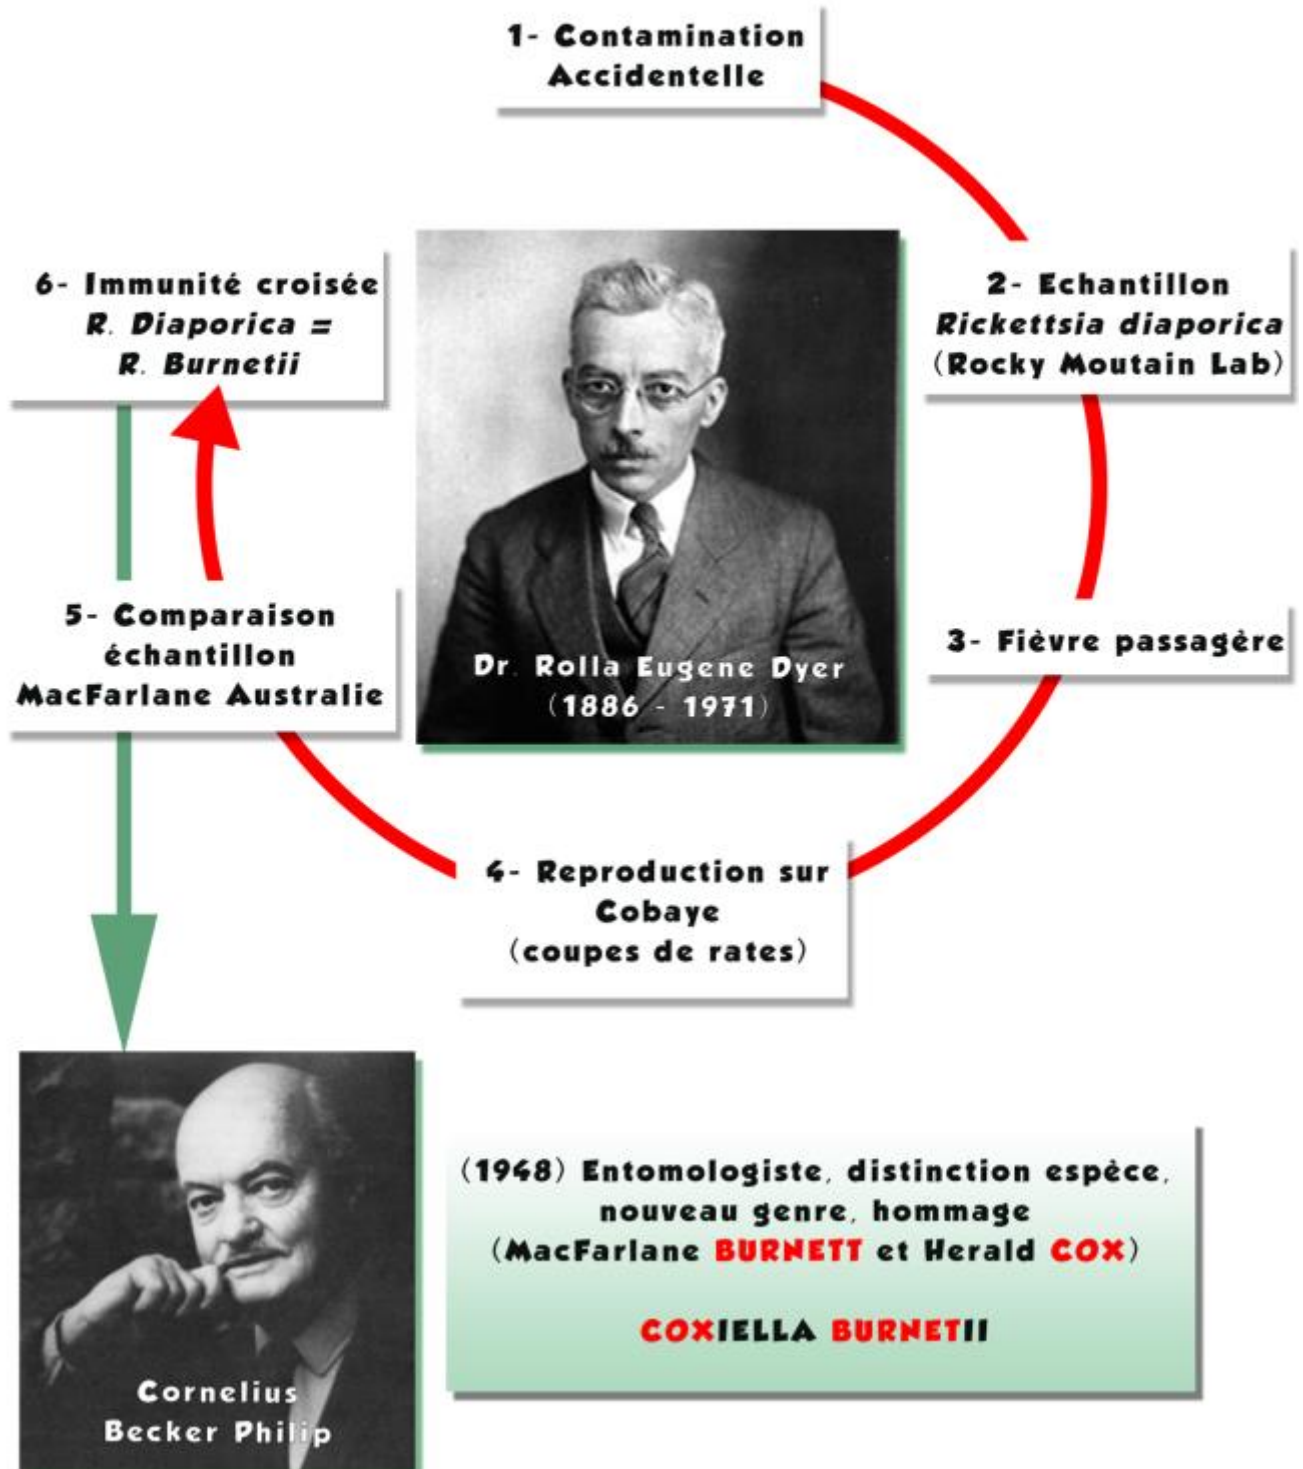 1- Contamination
Accidentelle
2- Echantillon
Rickettsia diaporica
(Rocky Moutain Lab)
3- Fièvre passagère
4- Reproduction sur
Cobaye
(coupes de rates)
5- Comparaison
échantillon
MacFarlane Australie
6- Immunité croisée
R. Diaporica =
R. Burnetii
Dr. Rolla Eugene Dyer
(1886 - 1971)
Cornelius
Becker Philip
(1948) Entomologiste, distinction espèce,
nouveau genre, hommage
(MacFarlane BURNETT et Herald COX)
COXIELLA BURNETII